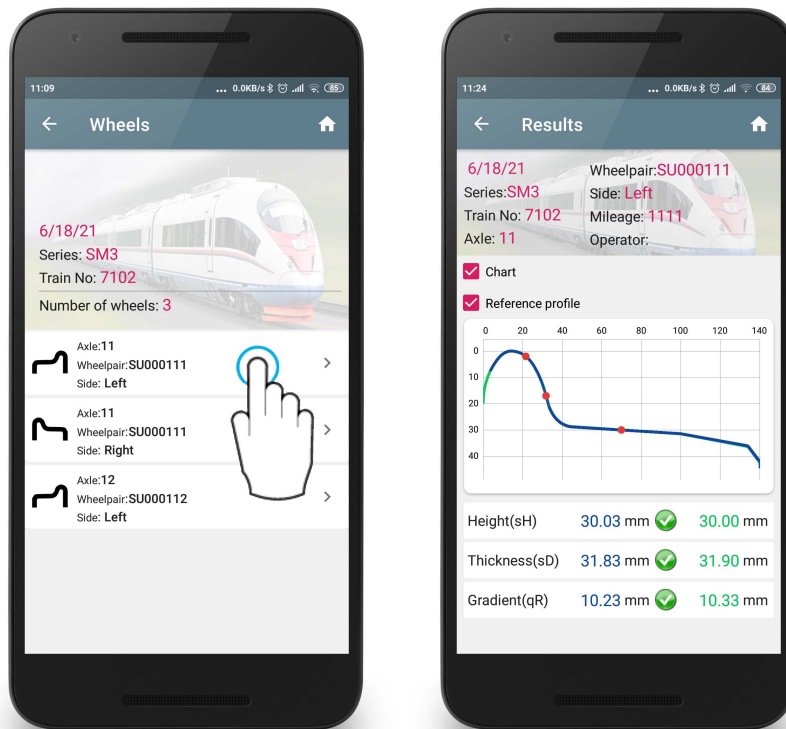 11:09
... 0.0KB/s 85
Wheels
6/18/21
Series: SM3
Train No: 7102
Number of wheels: 3
Axle:11
Wheelpair:SU000111
Side: Left
Axle:11
Wheelpair:SU000111
Side: Right
Axle:12
Wheelpair:SU000112
Side: Left
11:24
... 0.0KB/s 84
Results
6/18/21 Wheelpair:SU000111
Series:SM3 Side: Left
Train No: 7102 Mileage: 1111
Axle: 11 Operator:
Chart
Reference profile
0 20 40 60 80 100 120 140
0
10
20
30
40
Height(sH) 30.03 mm 30.00 mm
Thickness(sD) 31.83 mm 31.90 mm
Gradient(qR) 10.23 mm 10.33 mm